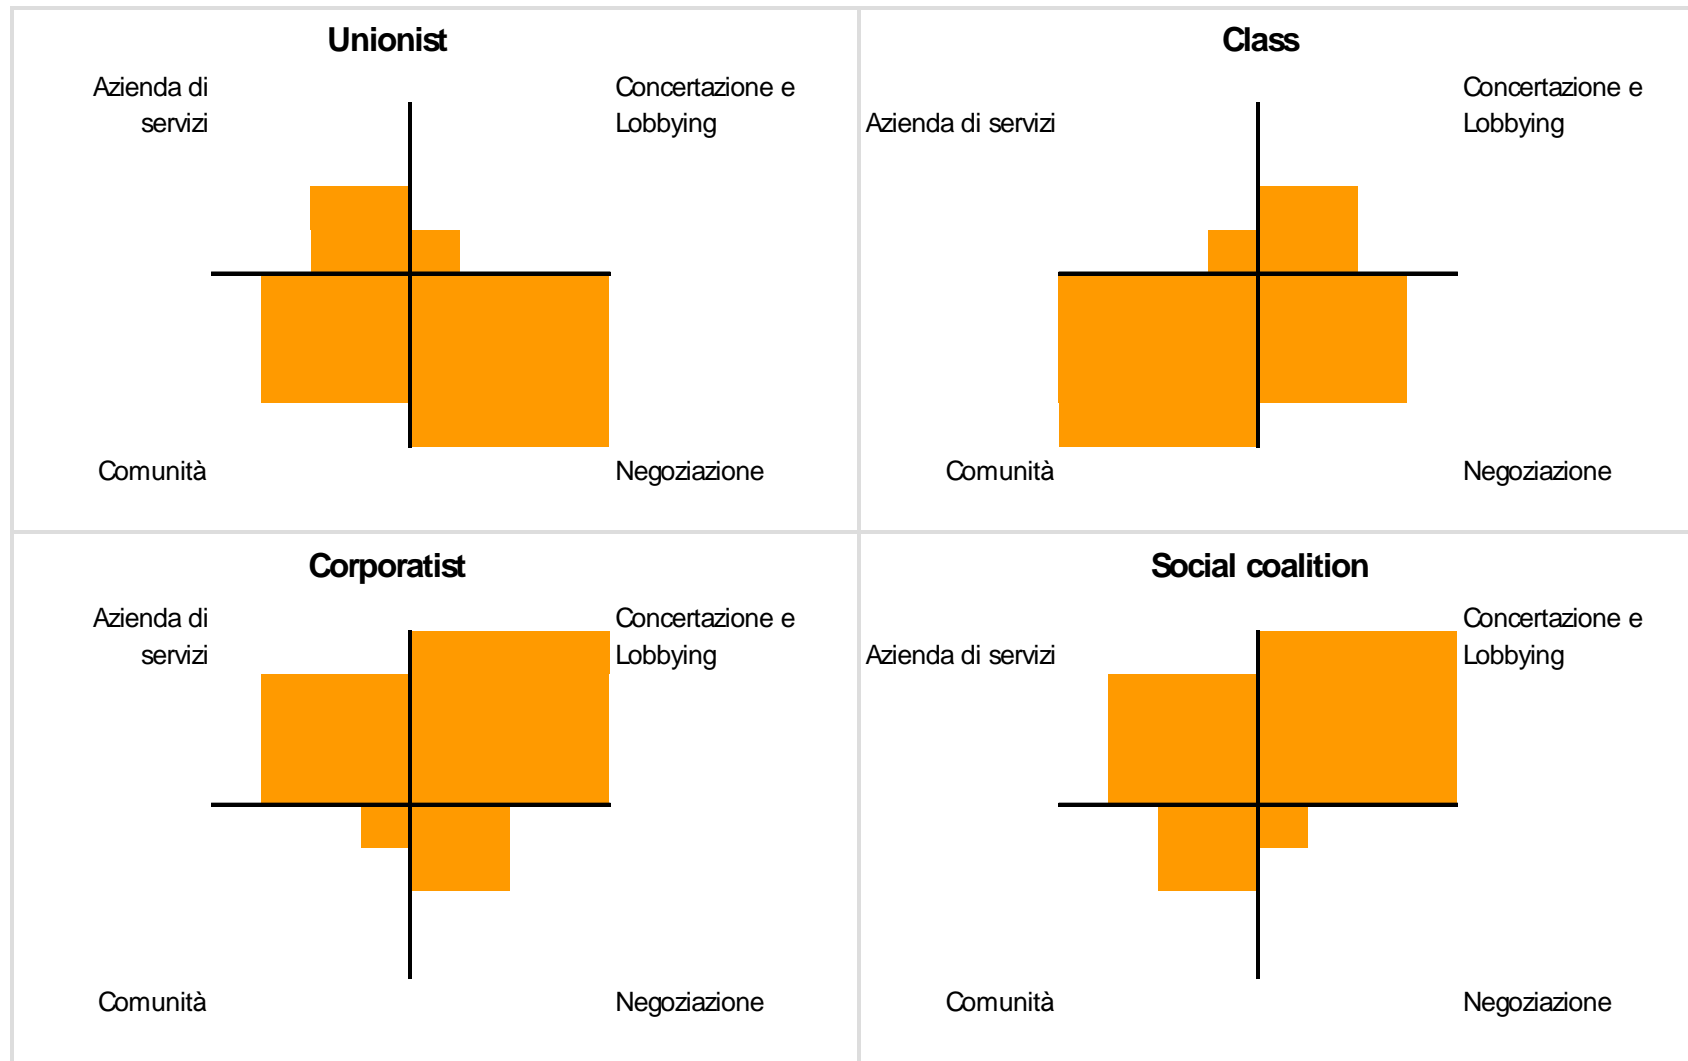 Unionist
Azienda di
servizi
Concertazione e
Lobbying
Comunità
Negoziazione
Class
Azienda di servizi
Concertazione e
Lobbying
Comunità
Negoziazione
Corporatist
Azienda di
servizi
Concertazione e
Lobbying
Comunità
Negoziazione
Social coalition
Azienda di servizi
Concertazione e
Lobbying
Comunità
Negoziazione